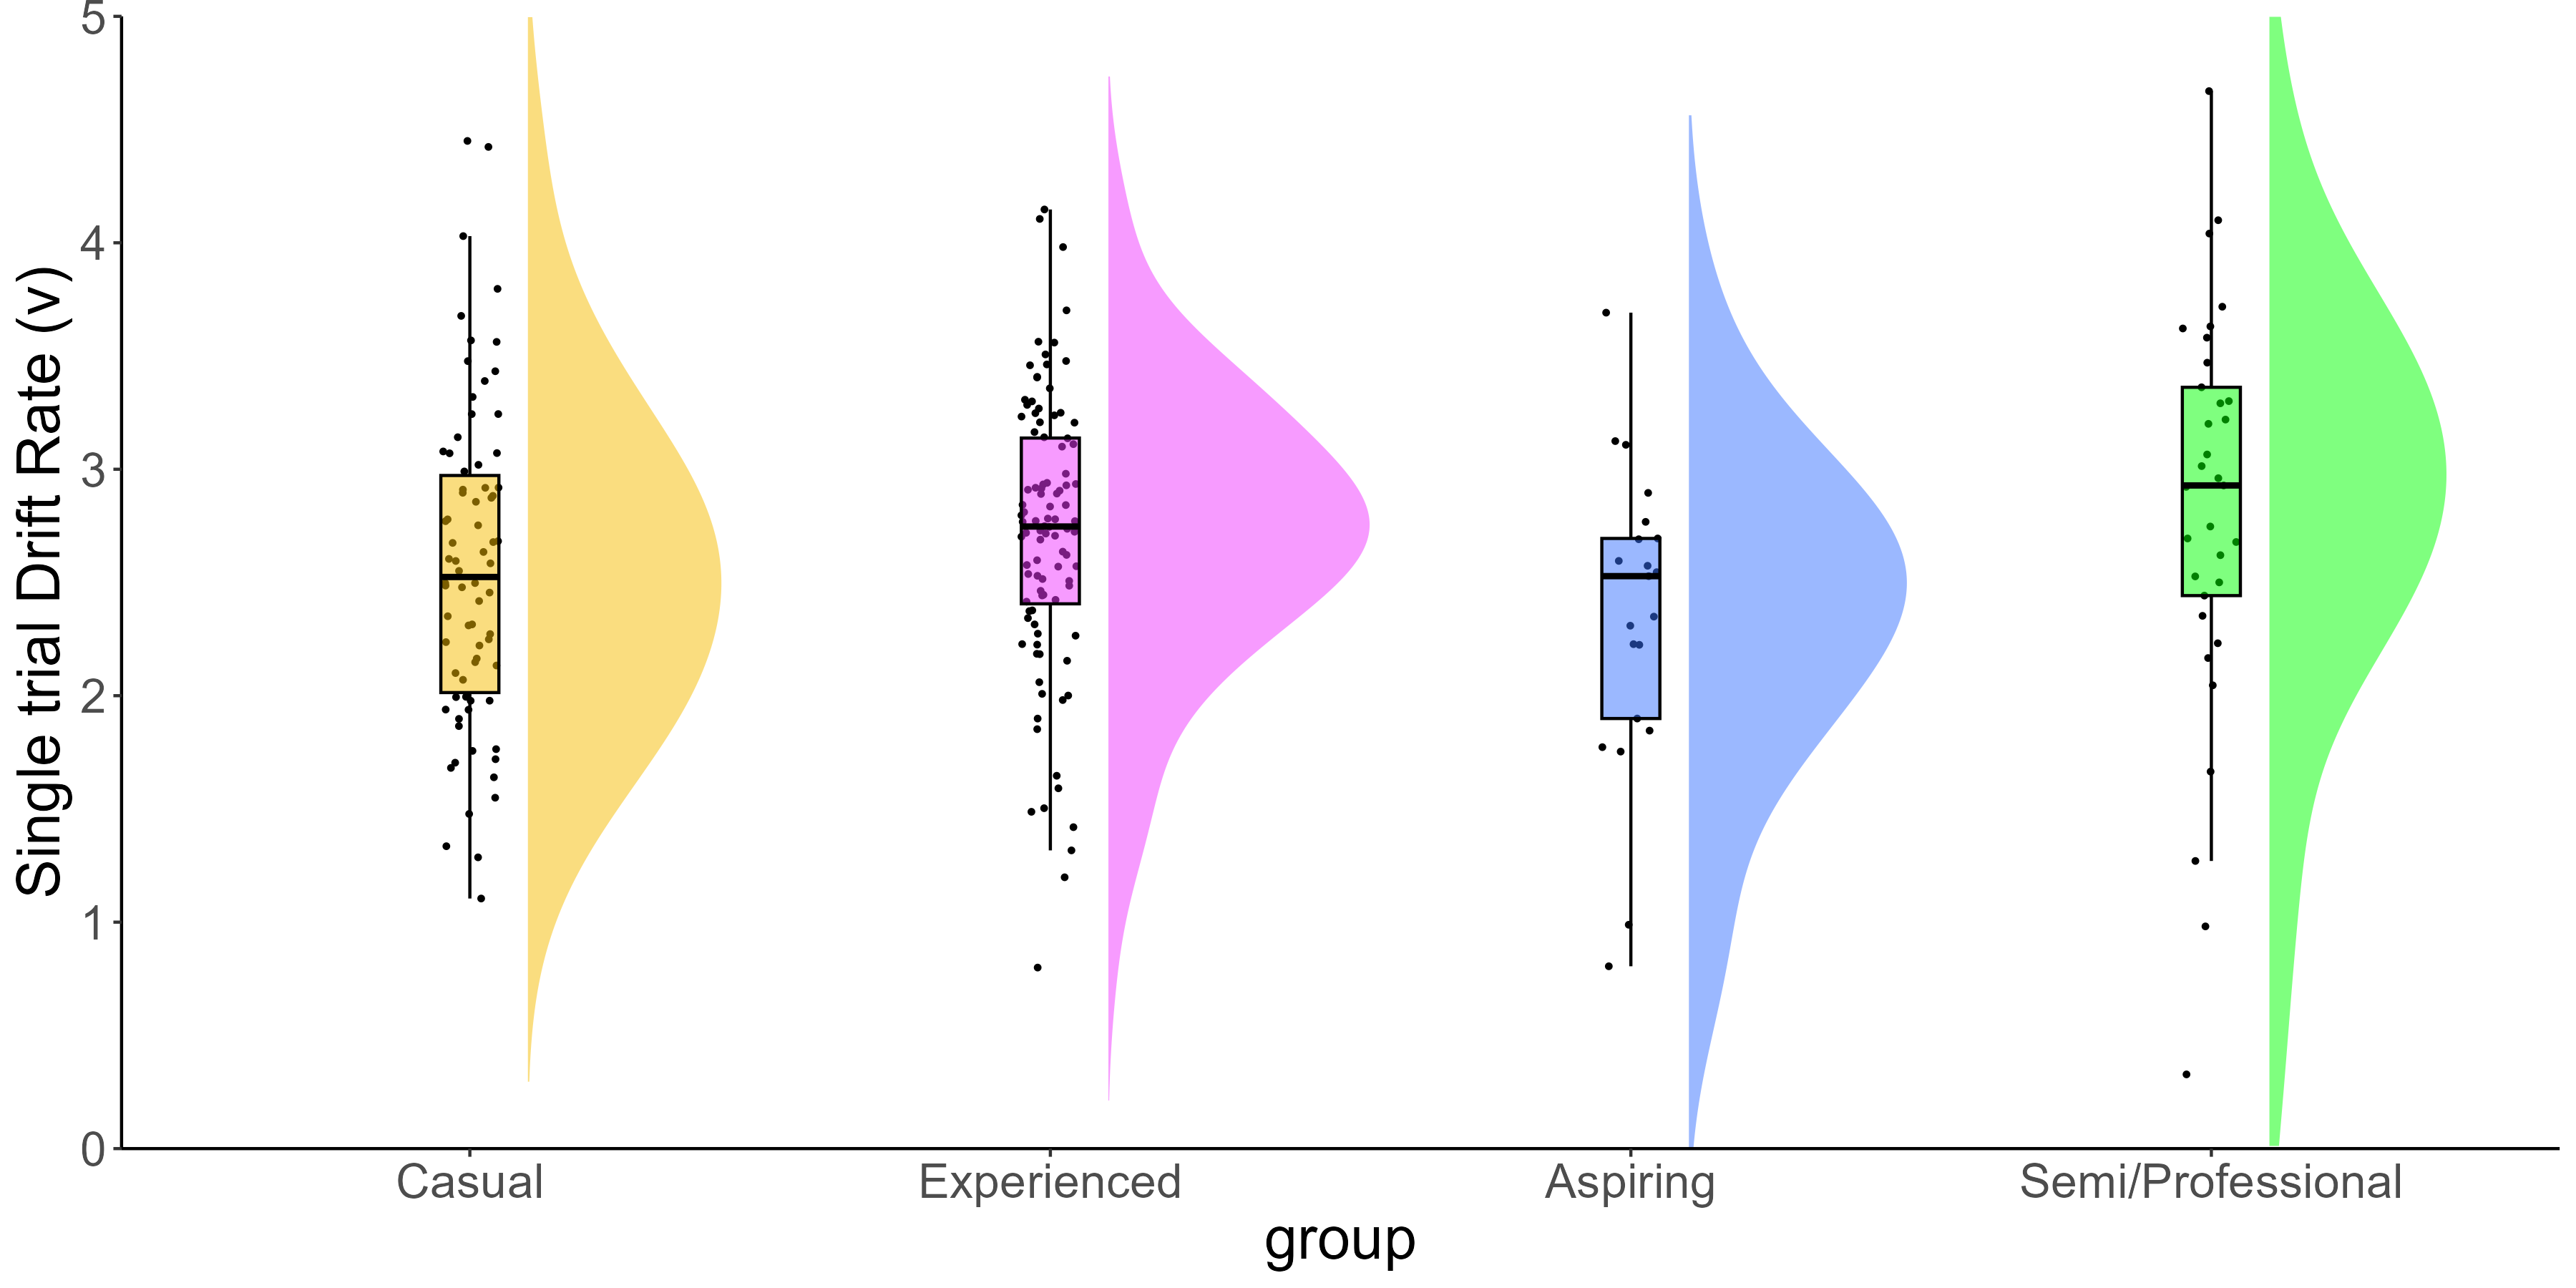 Single trial Drift Rate (v)
5
4
3
2
1
0
Casual Experienced Aspiring Semi/Professional
group